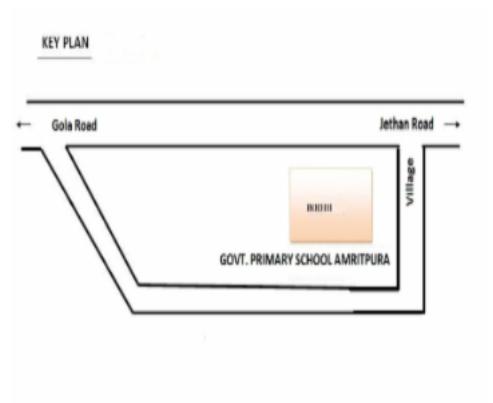 KEY PLAN
Gola Road
Jethan Road
Village
GOVT. PRIMARY SCHOOL AMRITPURA